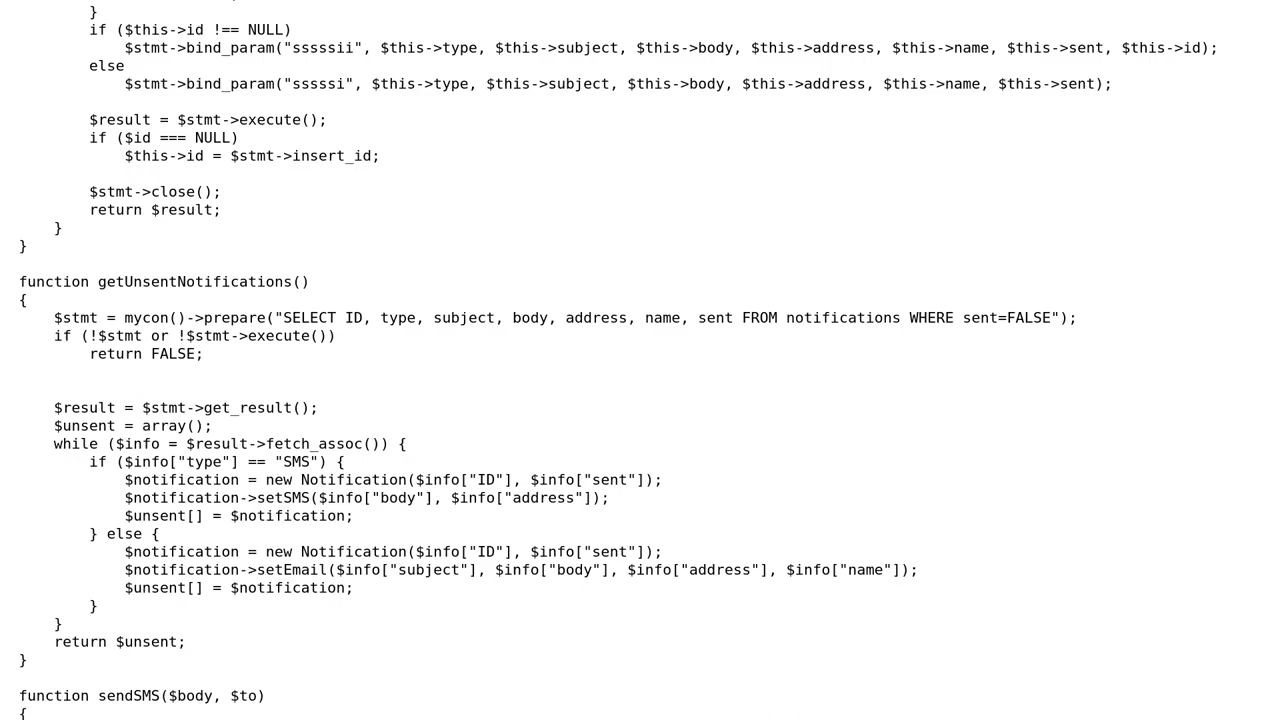 }
        if ($this->id !== NULL)
            $stmt->bind_param("sssssii", $this->type, $this->subject, $this->body, $this->address, $this->name, $this->sent, $this->id);
        else
            $stmt->bind_param("sssssi", $this->type, $this->subject, $this->body, $this->address, $this->name, $this->sent);

        $result = $stmt->execute();
        if ($id === NULL)
            $this->id = $stmt->insert_id;

        $stmt->close();
        return $result;
    }
}

function getUnsentNotifications()
{
    $stmt = mycon()->prepare("SELECT ID, type, subject, body, address, name, sent FROM notifications WHERE sent=FALSE");
    if (!$stmt or !$stmt->execute())
        return FALSE;


    $result = $stmt->get_result();
    $unsent = array();
    while ($info = $result->fetch_assoc()) {
        if ($info["type"] == "SMS") {
            $notification = new Notification($info["ID"], $info["sent"]);
            $notification->setSMS($info["body"], $info["address"]);
            $unsent[] = $notification;
        } else {
            $notification = new Notification($info["ID"], $info["sent"]);
            $notification->setEmail($info["subject"], $info["body"], $info["address"], $info["name"]);
            $unsent[] = $notification;
        }
    }
    return $unsent;
}

function sendSMS($body, $to)
{